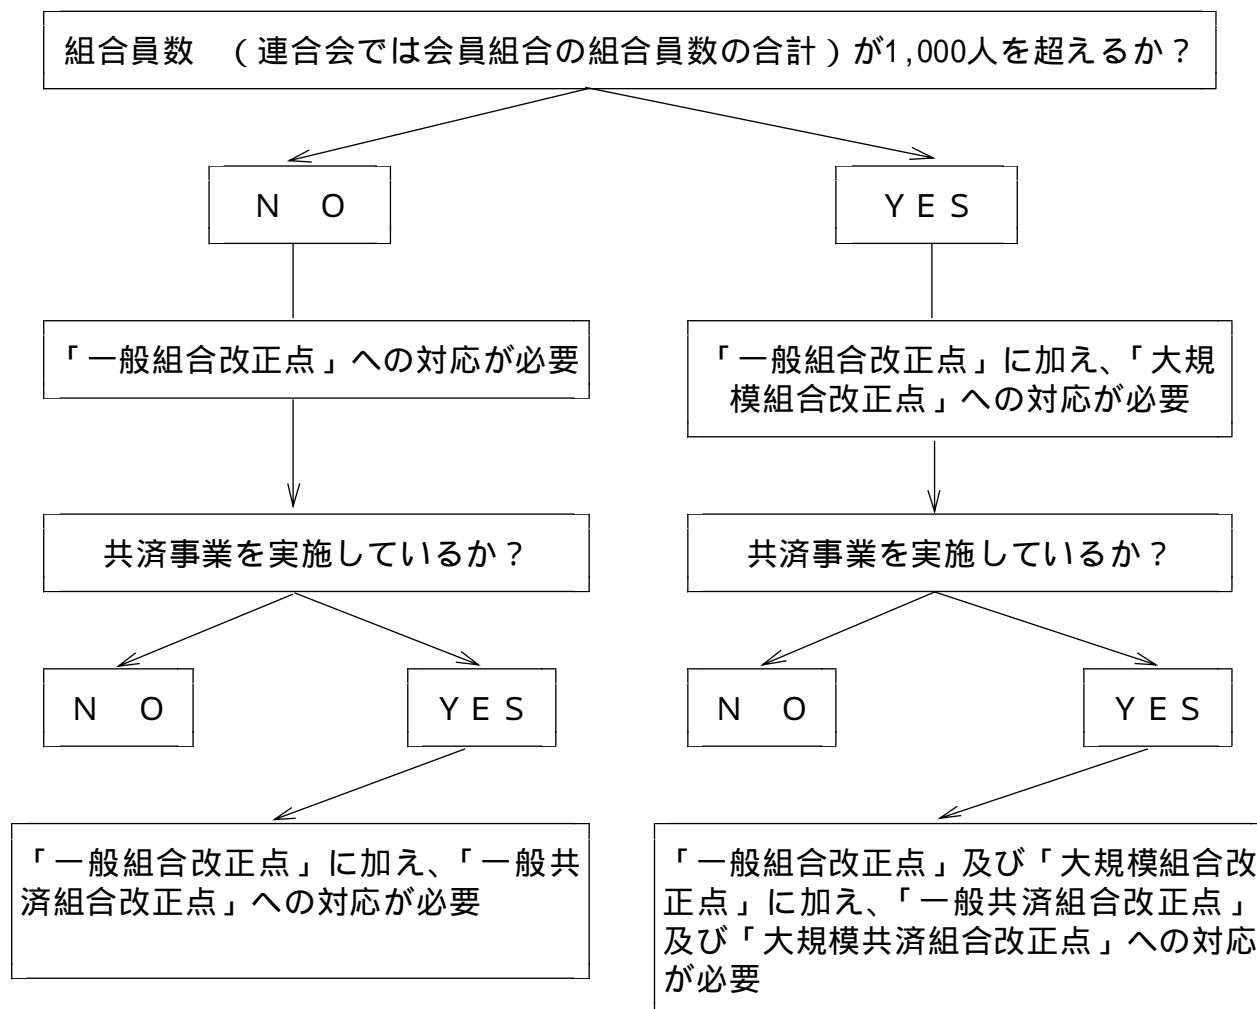 組合員数　（連合会では会員組合の組合員数の合計）が1,000人を超えるか？
ＮＯ
ＹＥＳ
「一般組合改正点」への対応が必要
「一般組合改正点」に加え、「大規
模組合改正点」への対応が必要
共済事業を実施しているか？
共済事業を実施しているか？
ＮＯ
ＹＥＳ
ＮＯ
ＹＥＳ
「一般組合改正点」に加え、「一般共
済組合改正点」への対応が必要
「一般組合改正点」及び「大規模組合改
正点」に加え、「一般共済組合改正点」
及び「大規模共済組合改正点」への対応
が必要